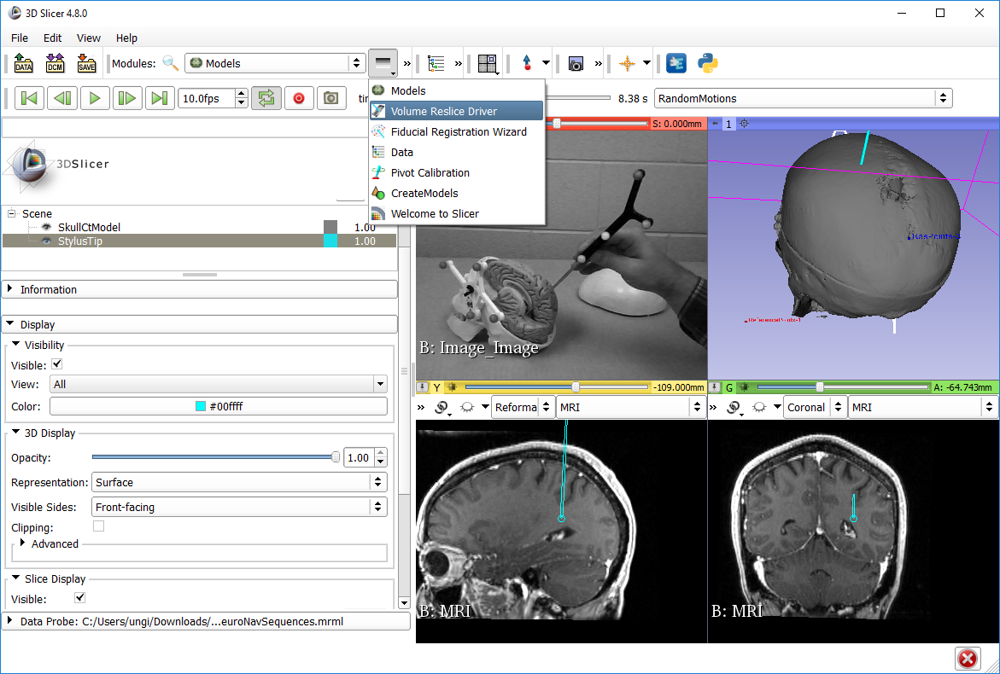 3D Slicer 4.8.0
File Edit View Help
DATA DCM SAVE Modules: Models
10.0fps 8.38 s RandomMotions
Models
Volume Reslice Driver
Fiducial Registration Wizard
Data
Pivot Calibration
CreateModels
Welcome to Slicer
3DSlicer
Scene
SkullCtModel 1.00
StylusTip 1.00
Information
Display
Visibility
Visible:
View: All
Color: #00ffff
3D Display
Opacity: 1.00
Representation: Surface
Visible Sides: Front-facing
Clipping:
Advanced
Slice Display
Visible:
Data Probe: C:/Users/ungi/Downloads/...euroNavSequences.mrml
S: 0.000mm
B: Image_Image
1
Y -109.000mm
Reforma MRI
B: MRI
G A: -64.743mm
Coronal MRI
B: MRI